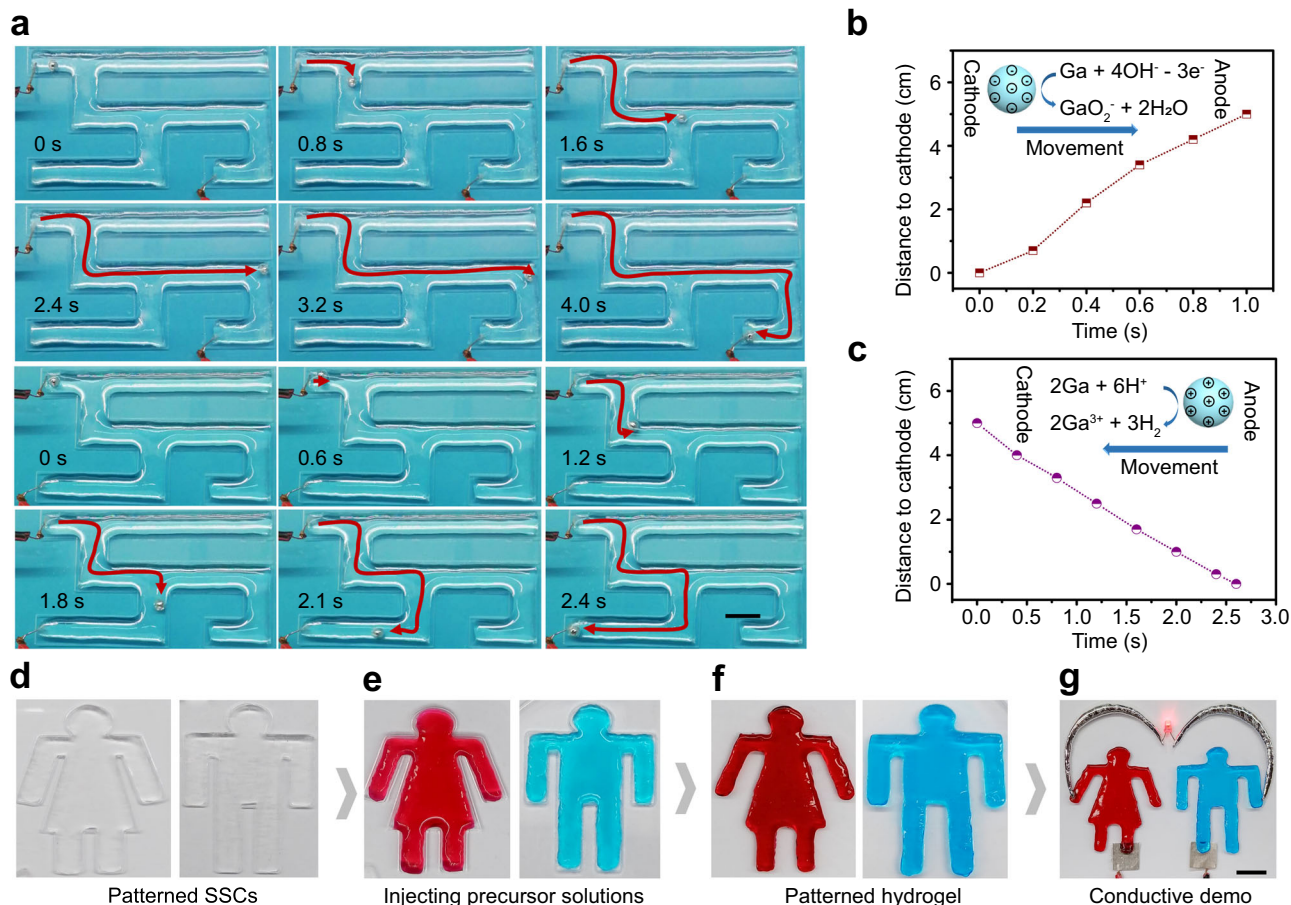 a
0 s
0.8 s
1.6 s
2.4 s
3.2 s
4.0 s
0 s
0.6 s
1.2 s
1.8 s
2.1 s
2.4 s
b
Distance to cathode (cm)
6
4
2
0
Cathode
Ga + 4OH⁻ - 3e⁻
GaO₂⁻ + 2H₂O
Movement
Anode
0.0 0.2 0.4 0.6 0.8 1.0
Time (s)
c
Distance to cathode (cm)
6
4
2
0
Cathode
2Ga + 6H⁺
2Ga³⁺ + 3H₂
Movement
Anode
0.0 0.5 1.0 1.5 2.0 2.5 3.0
Time (s)
d
Patterned SSCs
e
Injecting precursor solutions
f
Patterned hydrogel
g
Conductive demo